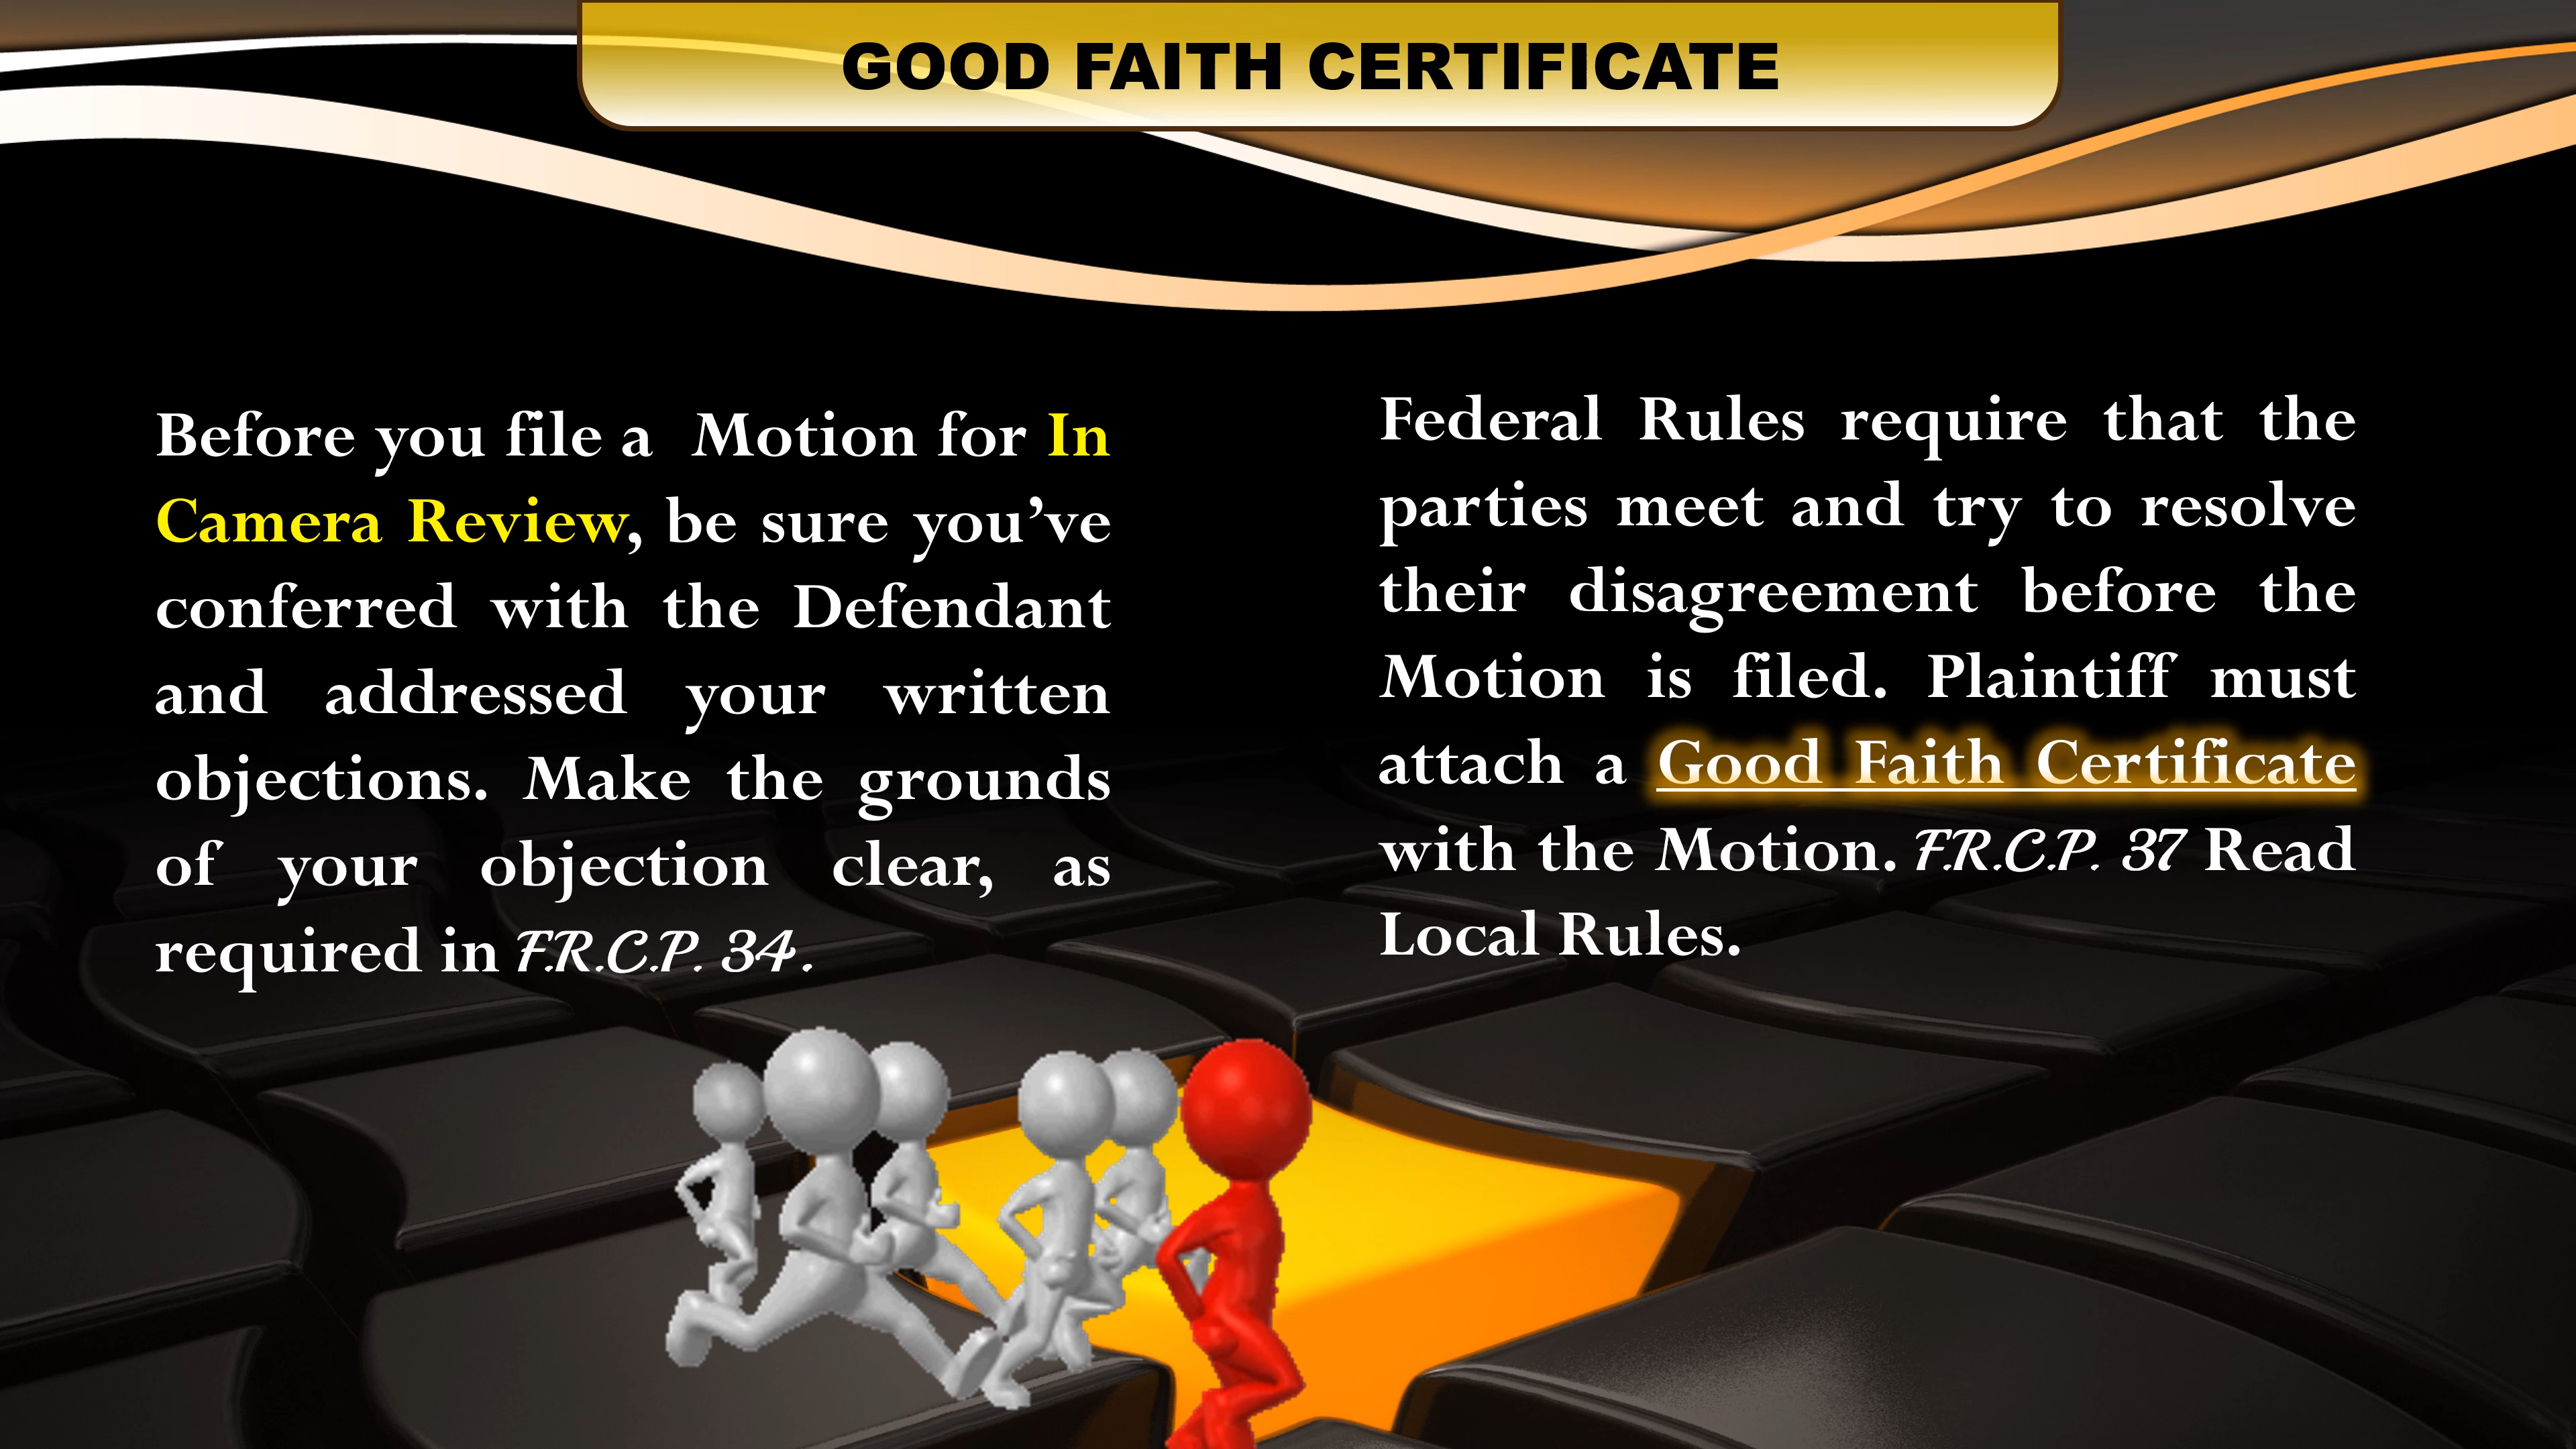 GOOD FAITH CERTIFICATE
Before you file a Motion for In
Camera Review, be sure you’ve
conferred with the Defendant
and addressed your written
objections. Make the grounds
of your objection clear, as
required in F.R.C.P. 34.
Federal Rules require that the
parties meet and try to resolve
their disagreement before the
Motion is filed. Plaintiff must
attach a Good Faith Certificate
with the Motion. F.R.C.P. 37 Read
Local Rules.